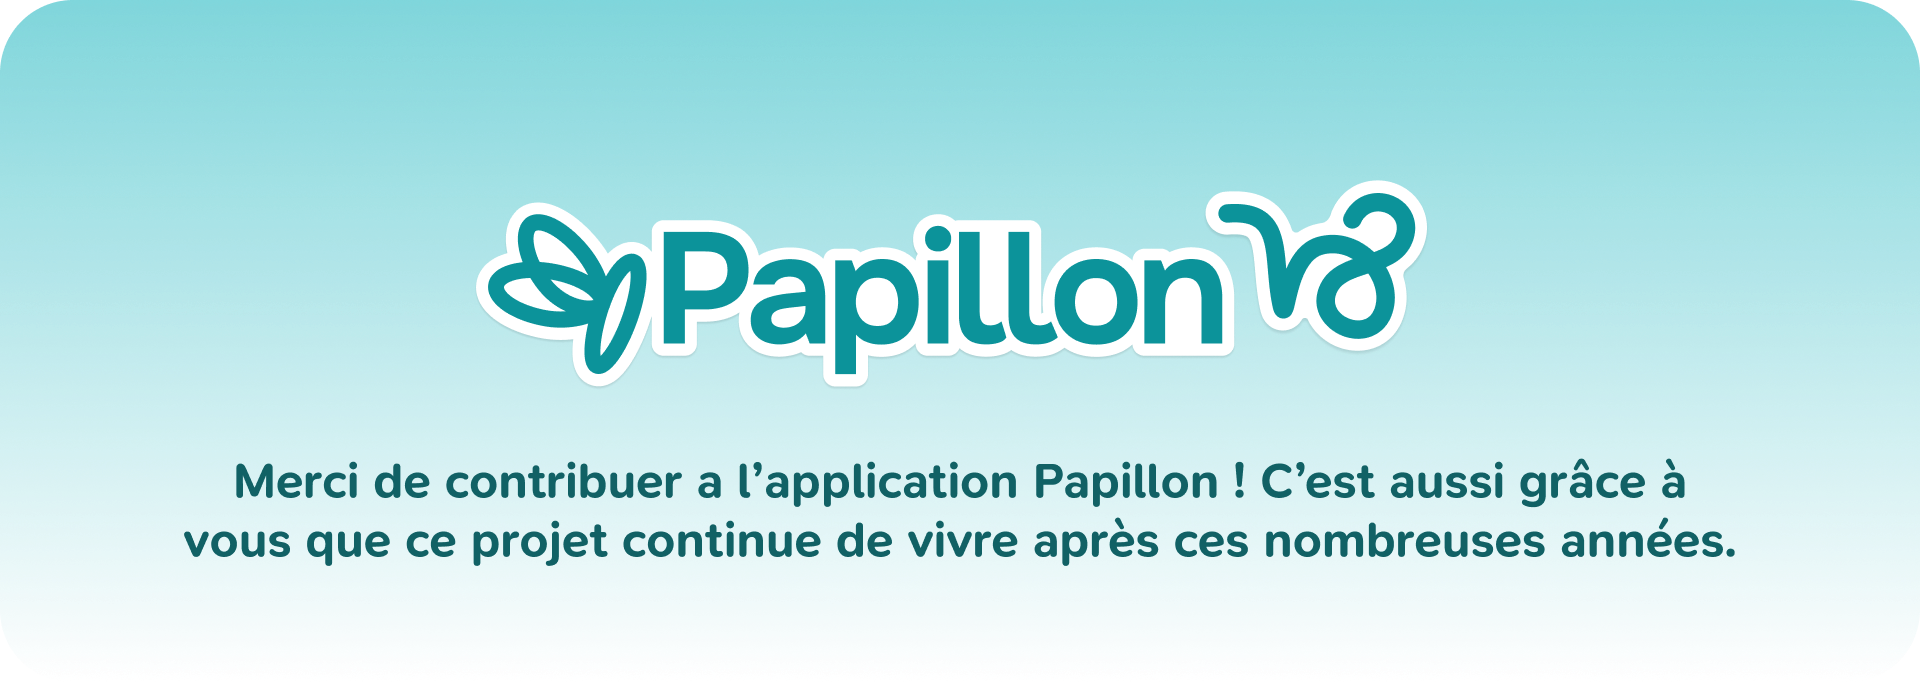 Papillon v8
Merci de contribuer a l’application Papillon ! C’est aussi grâce à
vous que ce projet continue de vivre après ces nombreuses années.